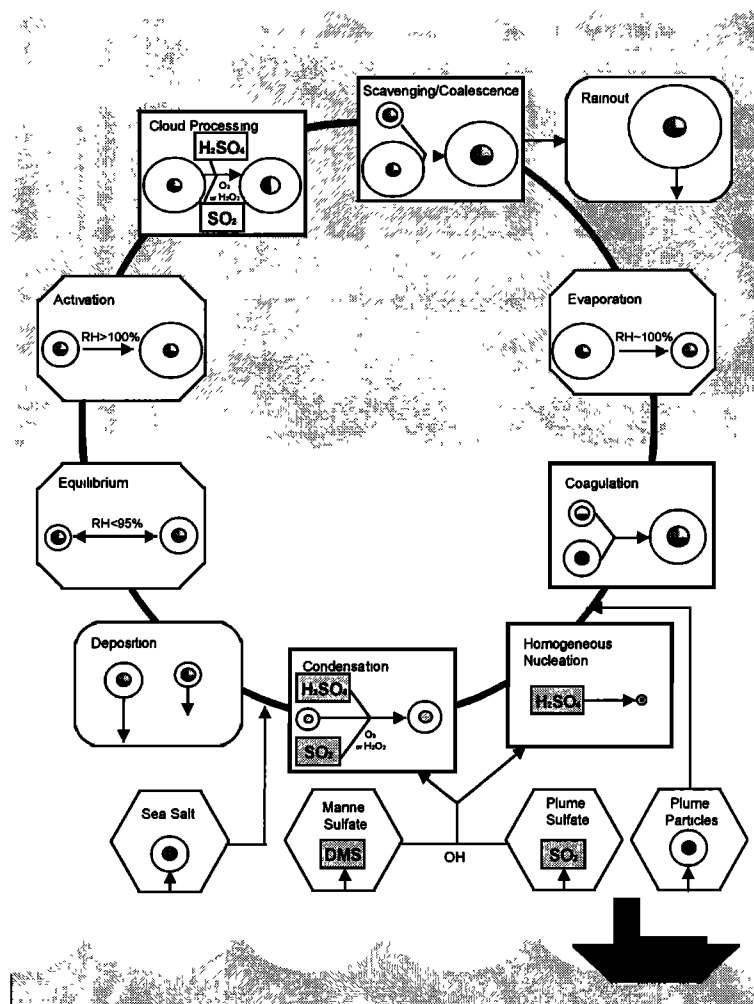 Scavenging/Coalescence
Rainout
Cloud Processing
H₂SO₄
O₃
or H₂O₂
SO₂
Activation
RH>100%
Evaporation
RH~100%
Equilibrium
RH<95%
Coagulation
Deposition
Condensation
H₂SO₄
O₃
or H₂O₂
SO₂
Homogeneous
Nucleation
H₂SO₄
Sea Salt
Marine
Sulfate
DMS
OH
Plume
Sulfate
SO₂
Plume
Particles